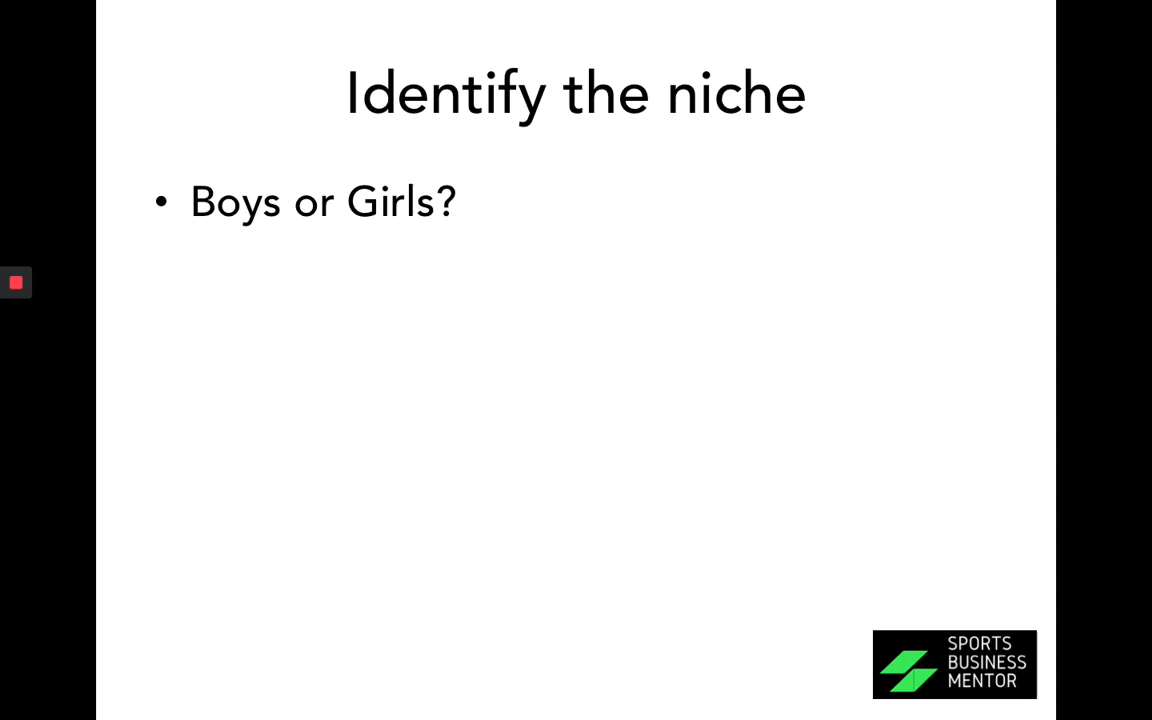 Identify the niche
• Boys or Girls?
SPORTS
BUSINESS
MENTOR